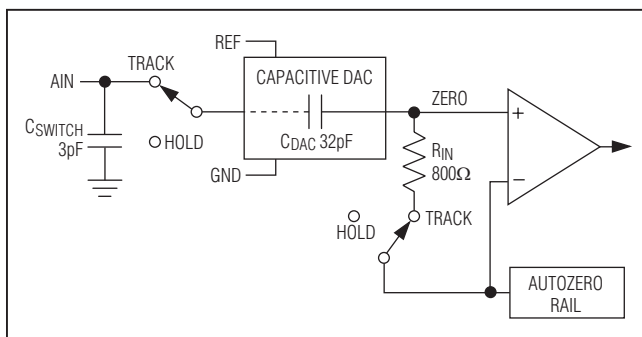 REF
TRACK
CAPACITIVE DAC
AIN
ZERO
CSWITCH
3pF
HOLD
CDAC 32pF
+
RIN
800Ω
GND
−
HOLD
TRACK
AUTOZERO
RAIL